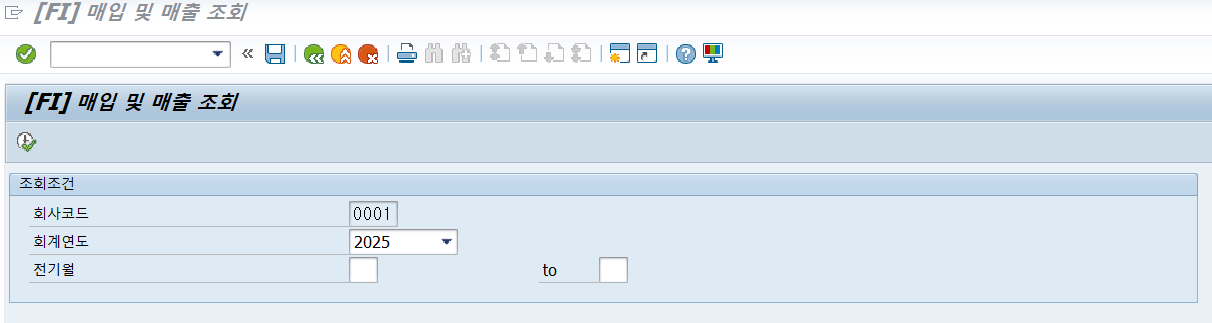 [FI] 매입 및 매출 조회
[FI] 매입 및 매출 조회
조회조건
회사코드 0001
회계연도 2025
전기월 to